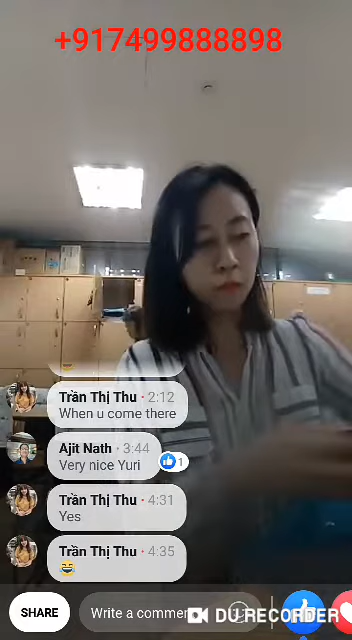 +917499888898
Trần Thị Thu · 2:12
When u come there
Ajit Nath · 3:44
Very nice Yuri
1
Trần Thị Thu · 4:31
Yes
Trần Thị Thu · 4:35
😂
SHARE
Write a commen
DU RECORDER